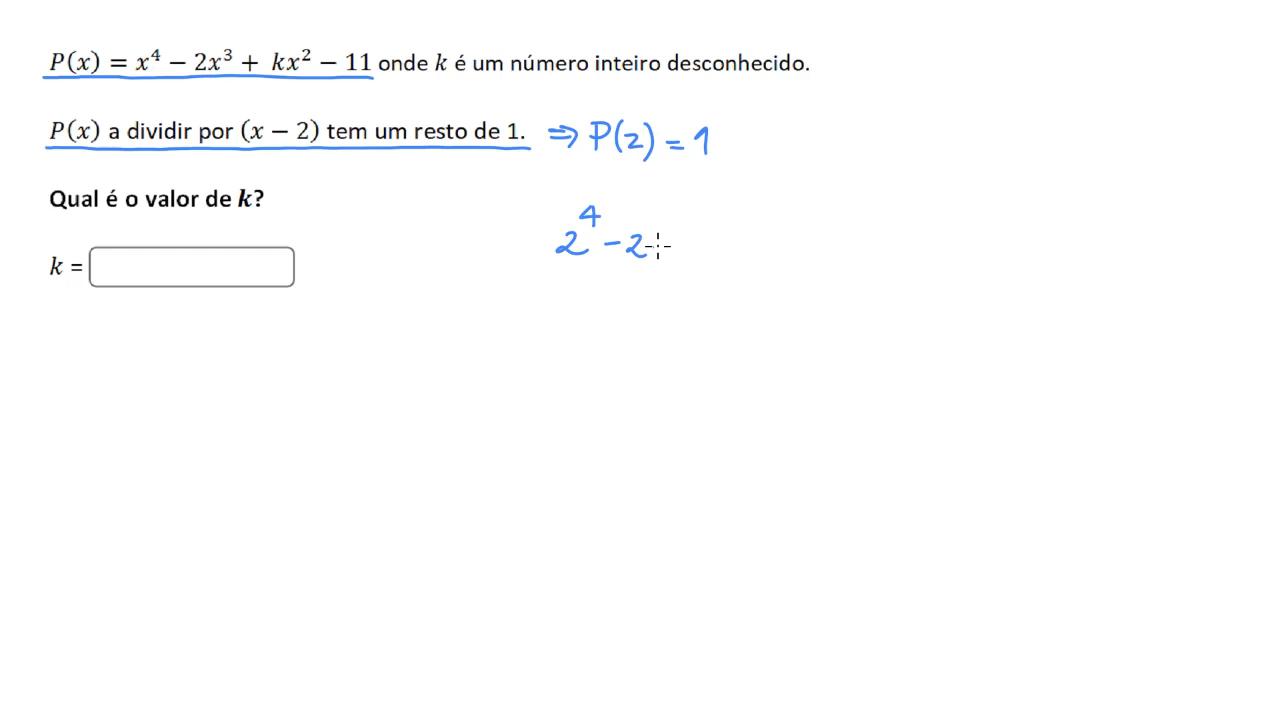 P(x) = x⁴ − 2x³ + kx² − 11 onde k é um número inteiro desconhecido.
P(x) a dividir por (x − 2) tem um resto de 1. ⇒ P(2) = 1
Qual é o valor de k?
2⁴ − 2
k =